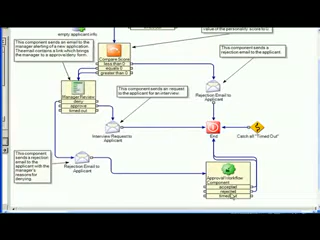 empty applicant info
value of the personality score to 0.
This component sends an email to the
manager alerting of a new application.
The email contains a link which brings
the manager to a approve/deny form.
Compare Score
less than 0
equals 0
greater than 0
This component sends a
rejection email to the applicant.
Manager Review
deny
approve
timed out
This component sends an request
to the applicant for an interview.
Rejection Email to
Applicant
Interview Request to
Applicant
End
Catch all "Timed Out"
This component
sends a rejection
email to the
applicant with the
manager's reasons
for denying.
Rejection Email to
Applicant
Approval Workflow
Component
accepted
rejected
timed out